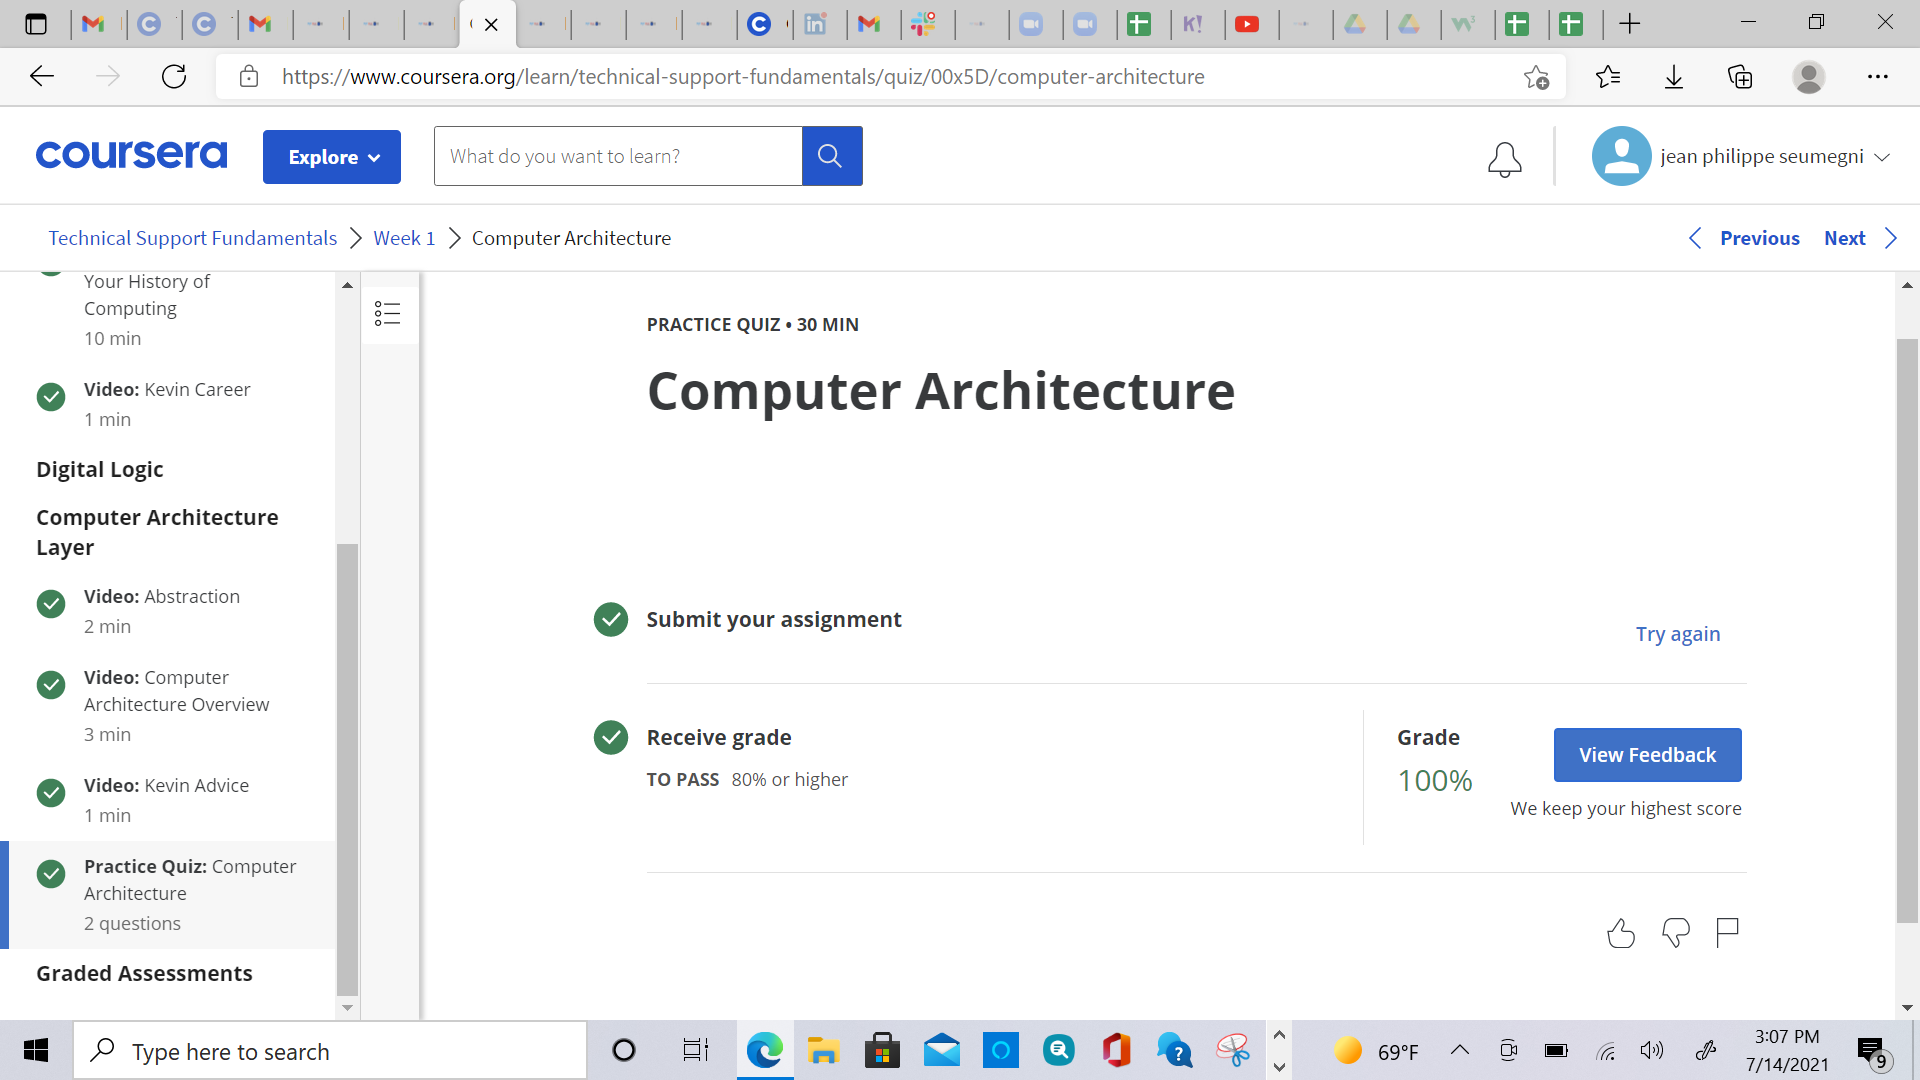 https://www.coursera.org/learn/technical-support-fundamentals/quiz/00x5D/computer-architecture
coursera
Explore
What do you want to learn?
jean philippe seumegni
Technical Support Fundamentals
Week 1
Computer Architecture
Previous
Next
Your History of
Computing
10 min
Video: Kevin Career
1 min
Digital Logic
Computer Architecture
Layer
Video: Abstraction
2 min
Video: Computer
Architecture Overview
3 min
Video: Kevin Advice
1 min
Practice Quiz: Computer
Architecture
2 questions
Graded Assessments
PRACTICE QUIZ • 30 MIN
Computer Architecture
Submit your assignment
Try again
Receive grade
TO PASS 80% or higher
Grade
100%
View Feedback
We keep your highest score
Type here to search
69°F
3:07 PM
7/14/2021
9